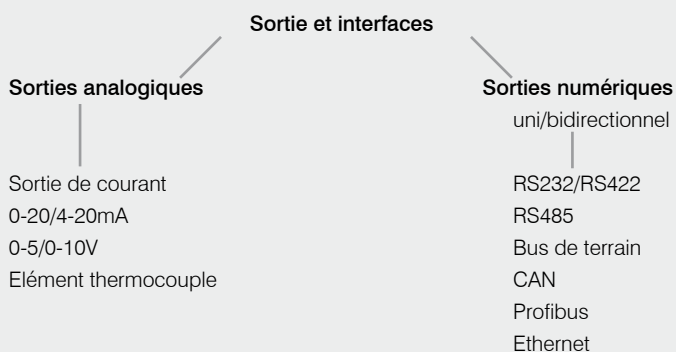 Sortie et interfaces
Sorties analogiques
Sortie de courant
0-20/4-20mA
0-5/0-10V
Elément thermocouple
Sorties numériques
uni/bidirectionnel
RS232/RS422
RS485
Bus de terrain
CAN
Profibus
Ethernet